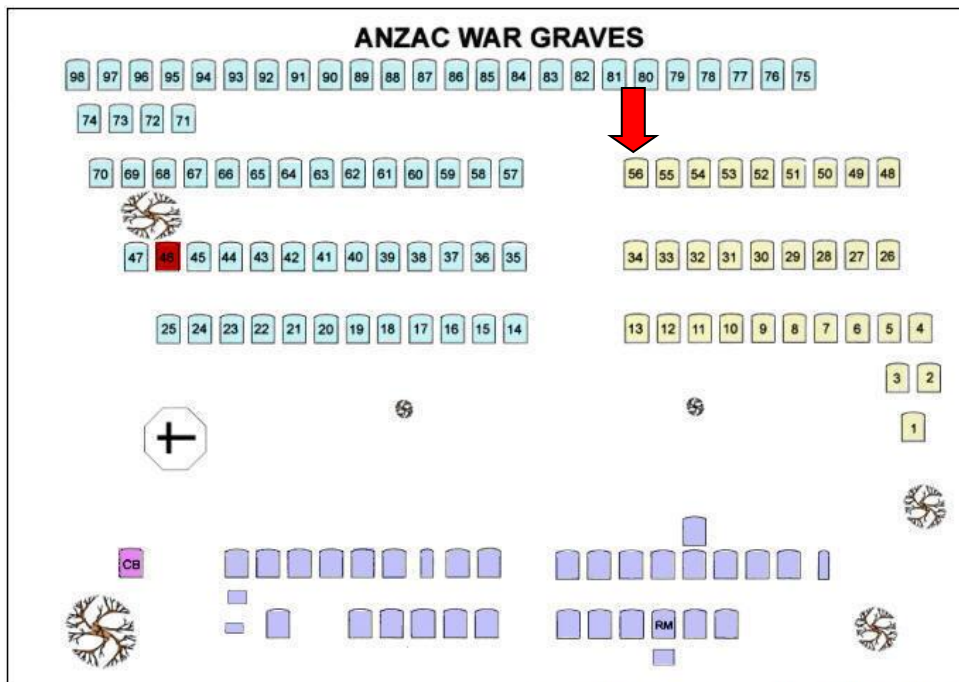 ANZAC WAR GRAVES
98 97 96 95 94 93 92 91 90 89 88 87 86 85 84 83 82 81 80 79 78 77 76 75
74 73 72 71
70 69 68 67 66 65 64 63 62 61 60 59 58 57 56 55 54 53 52 51 50 49 48
47 46 45 44 43 42 41 40 39 38 37 36 35 34 33 32 31 30 29 28 27 26
25 24 23 22 21 20 19 18 17 16 15 14 13 12 11 10 9 8 7 6 5 4
3 2
1
CB
RM